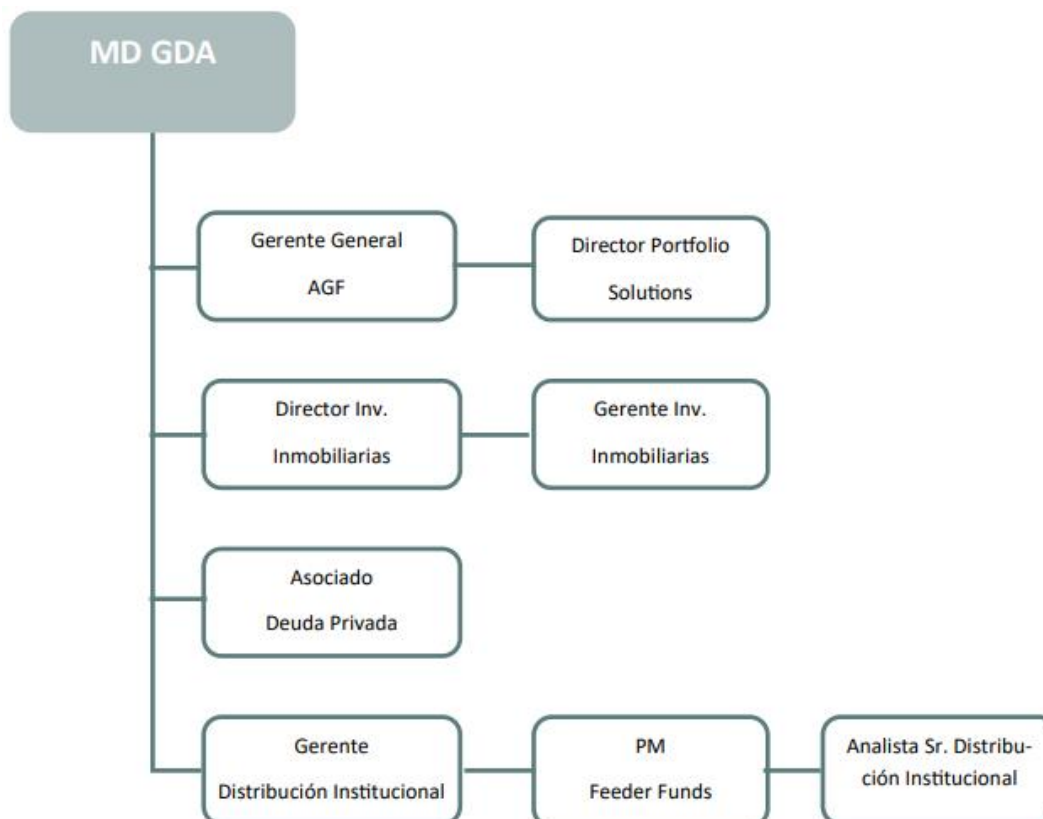 MD GDA
Gerente General
AGF
Director Portfolio
Solutions
Director Inv.
Inmobiliarias
Gerente Inv.
Inmobiliarias
Asociado
Deuda Privada
Gerente
Distribución Institucional
PM
Feeder Funds
Analista Sr. Distribu-
ción Institucional